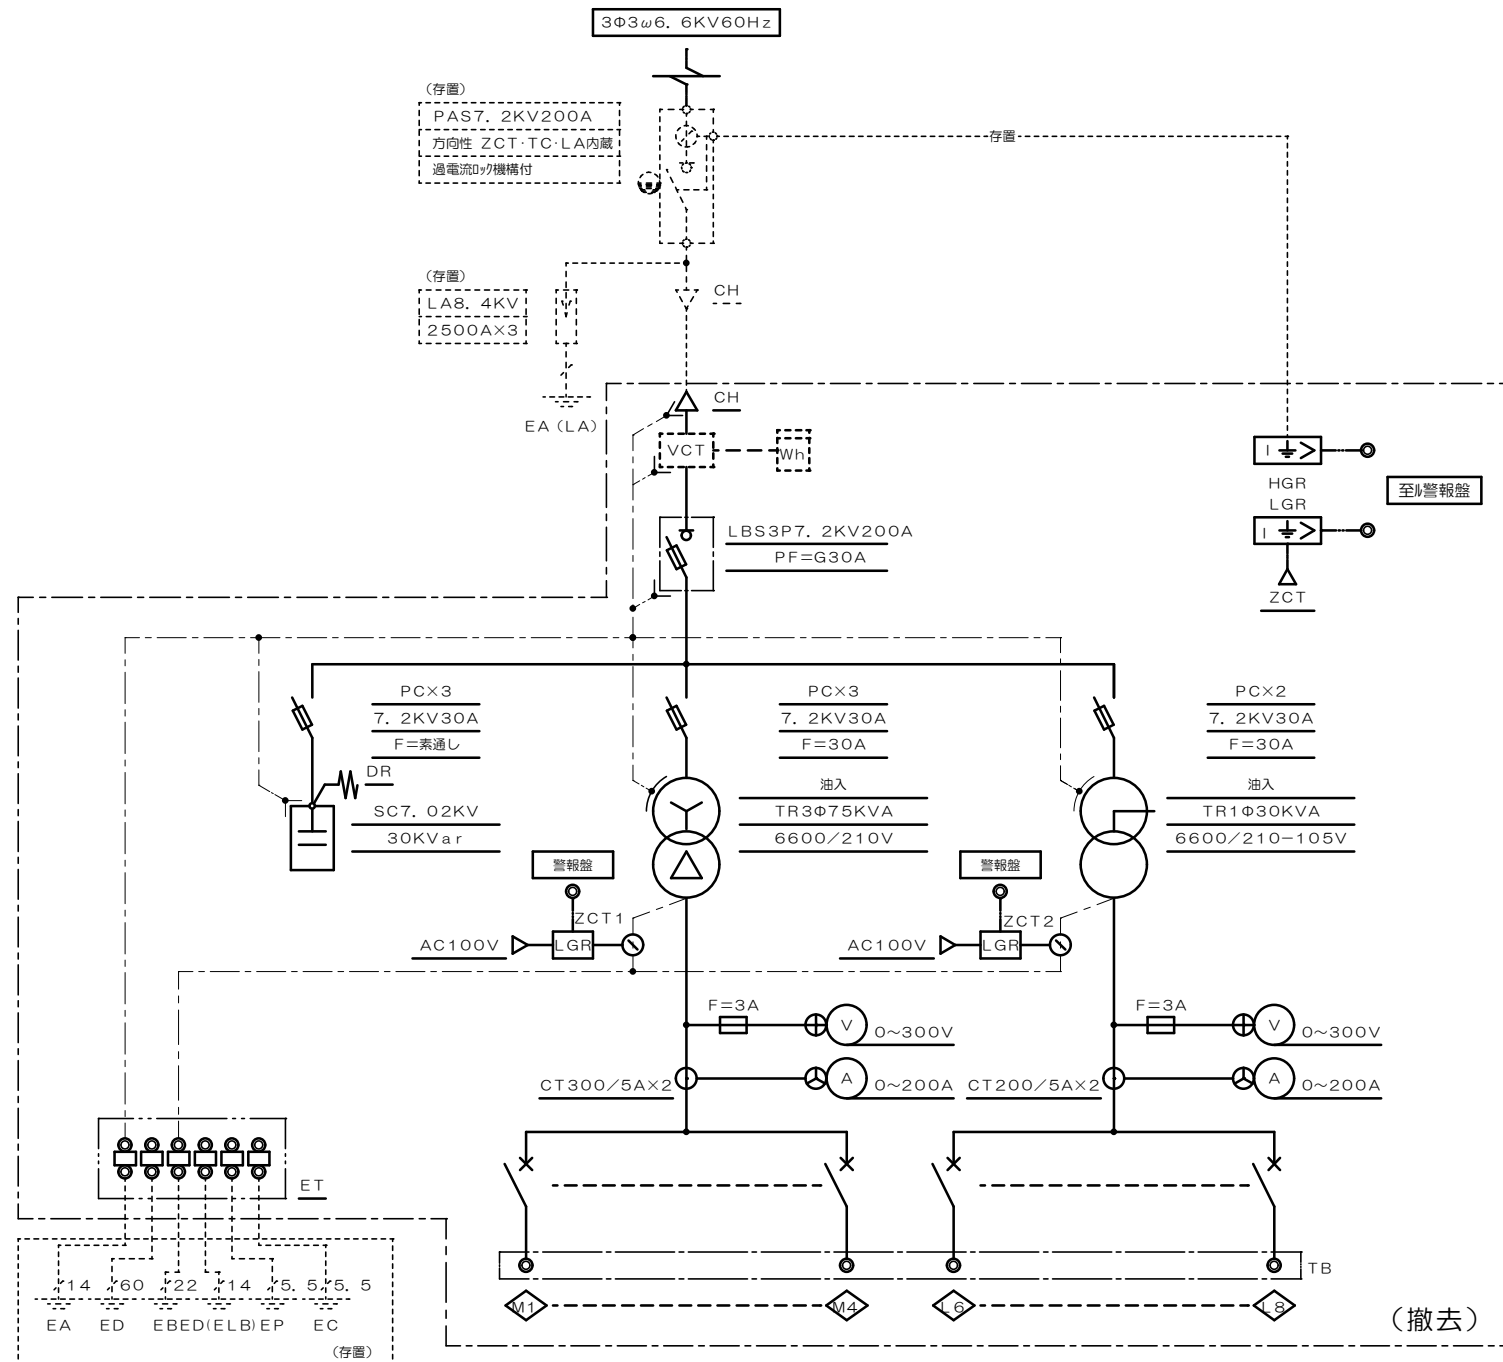 3Φ3ω6.6KV60Hz
(存置)
PAS7.2KV200A
方向性 ZCT・TC・LA内蔵
過電流ロック機構付
存置
(存置)
LA8.4KV
2500A×3
CH
EA(LA)
CH
VCT
Wh
I
HGR
LGR
I
ZCT
LBS3P7.2KV200A
PF=G30A
PC×3
7.2KV30A
F=素通し
DR
SC7.02KV
30KVar
PC×3
7.2KV30A
F=30A
油入
TR3Φ75KVA
6600/210V
PC×2
7.2KV30A
F=30A
油入
TR1Φ30KVA
6600/210-105V
警報盤
ZCT1
AC100V
LGR
警報盤
ZCT2
AC100V
LGR
F=3A
V
0~300V
CT300/5A×2
A
0~200A
F=3A
V
0~300V
CT200/5A×2
A
0~200A
ET
14
60
22
14
5.5
5.5
EA
ED
EB
ED(ELB)
EP
EC
(存置)
TB
M1
M4
L6
L8
(撤去)